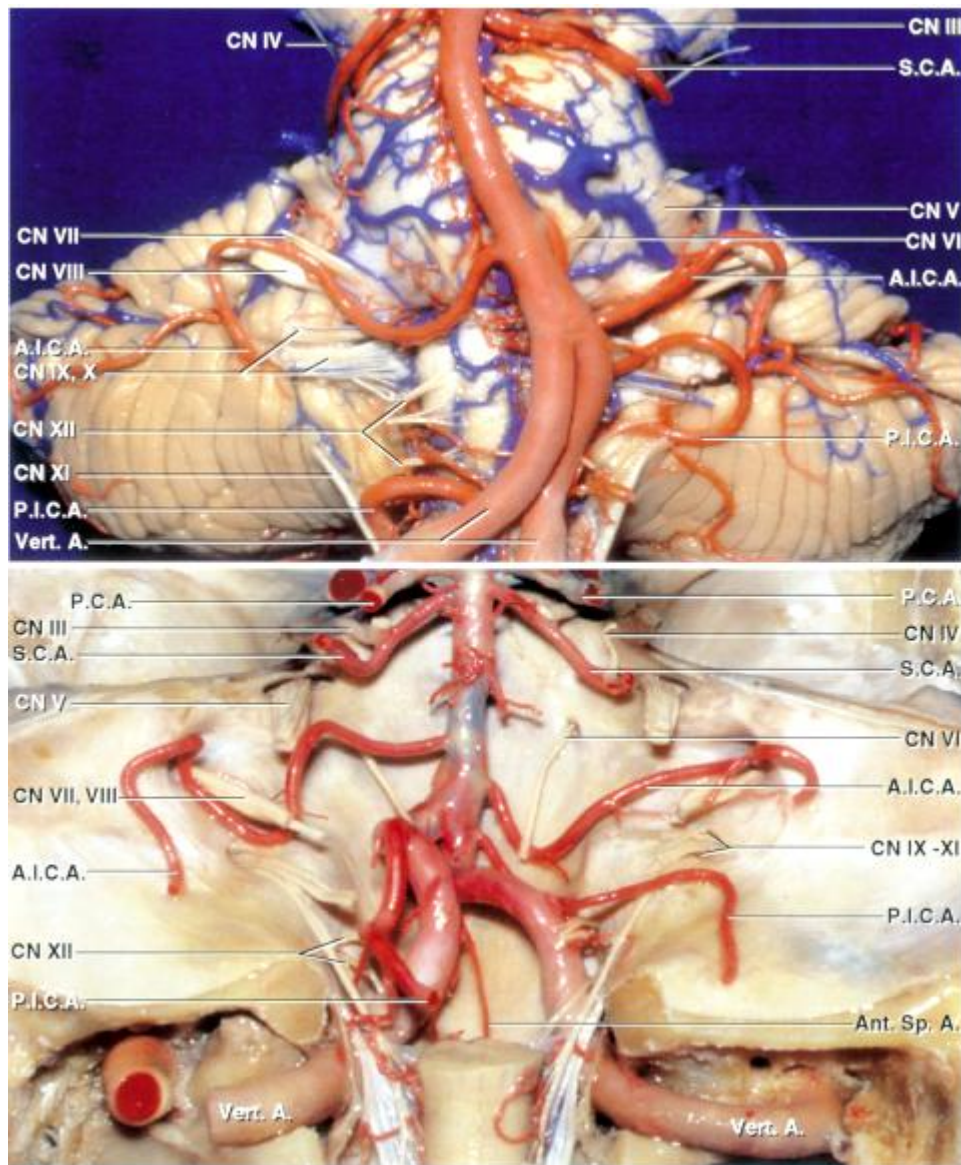 CN IV
CN III
S.C.A.
CN V
CN VII
CN VI
CN VIII
A.I.C.A.
A.I.C.A.
CN IX, X
CN XII
P.I.C.A.
CN XI
P.I.C.A.
Vert. A.
P.C.A.
P.C.A.
CN III
CN IV
S.C.A.
S.C.A.
CN V
CN VI
A.I.C.A.
CN VII, VIII
CN IX -XI
A.I.C.A.
P.I.C.A.
CN XII
P.I.C.A.
Ant. Sp. A.
Vert. A.
Vert. A.